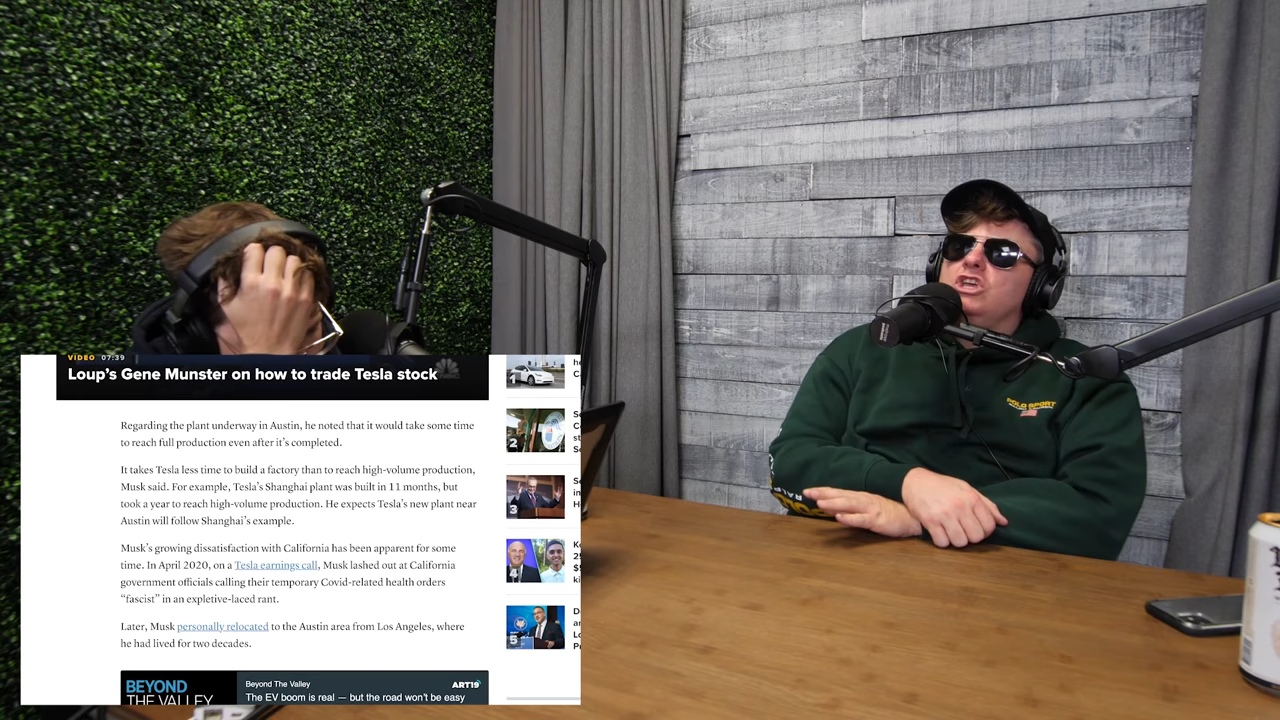 VIDEO 07:39
Loup's Gene Munster on how to trade Tesla stock
Regarding the plant underway in Austin, he noted that it would take some time
to reach full production even after it's completed.
It takes Tesla less time to build a factory than to reach high-volume production,
Musk said. For example, Tesla's Shanghai plant was built in 11 months, but
took a year to reach high-volume production. He expects Tesla's new plant near
Austin will follow Shanghai's example.
Musk's growing dissatisfaction with California has been apparent for some
time. In April 2020, on a Tesla earnings call, Musk lashed out at California
government officials calling their temporary Covid-related health orders
“fascist” in an expletive-laced rant.
Later, Musk personally relocated to the Austin area from Los Angeles, where
he had lived for two decades.
BEYOND
THE VALLEY
Beyond The Valley
ART19
The EV boom is real — but the road won't be easy
1
2
3
4
5
POLO SPORT